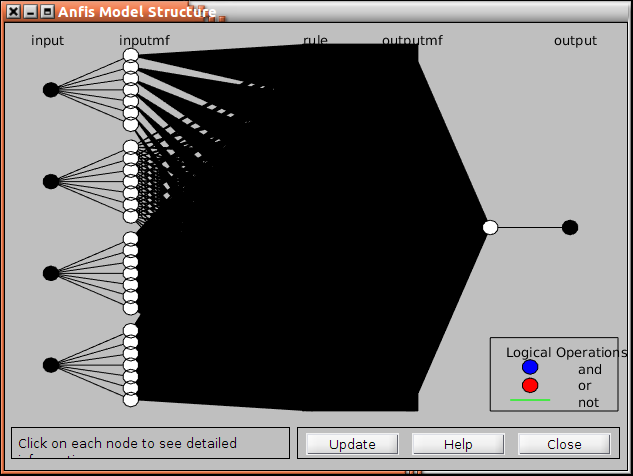 Anfis Model Structure
input inputmf rule outputmf output
Logical Operations
and
or
not
Click on each node to see detailed
Update Help Close